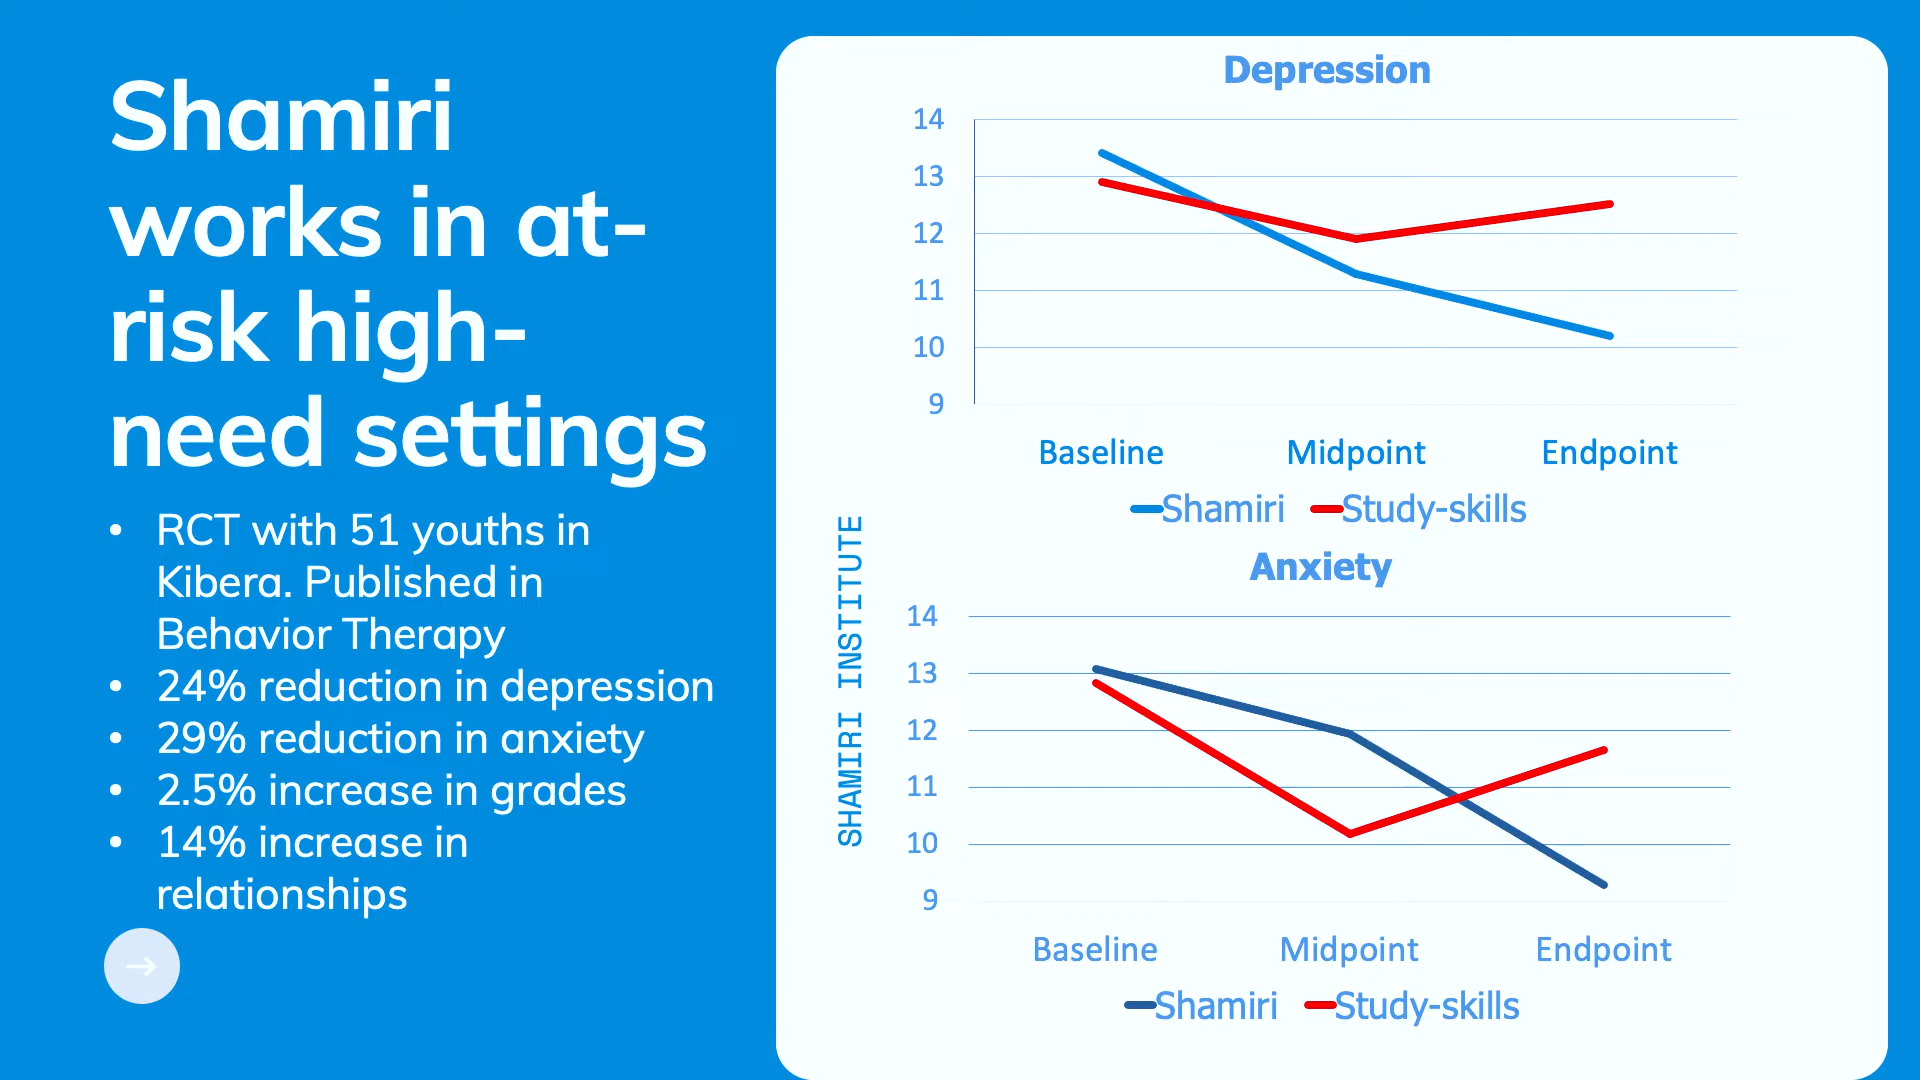 Shamiri
works in at-
risk high-
need settings
• RCT with 51 youths in
Kibera. Published in
Behavior Therapy
• 24% reduction in depression
• 29% reduction in anxiety
• 2.5% increase in grades
• 14% increase in
relationships
SHAMIRI INSTITUTE
Depression
14
13
12
11
10
9
Baseline Midpoint Endpoint
Shamiri Study-skills
Anxiety
14
13
12
11
10
9
Baseline Midpoint Endpoint
Shamiri Study-skills